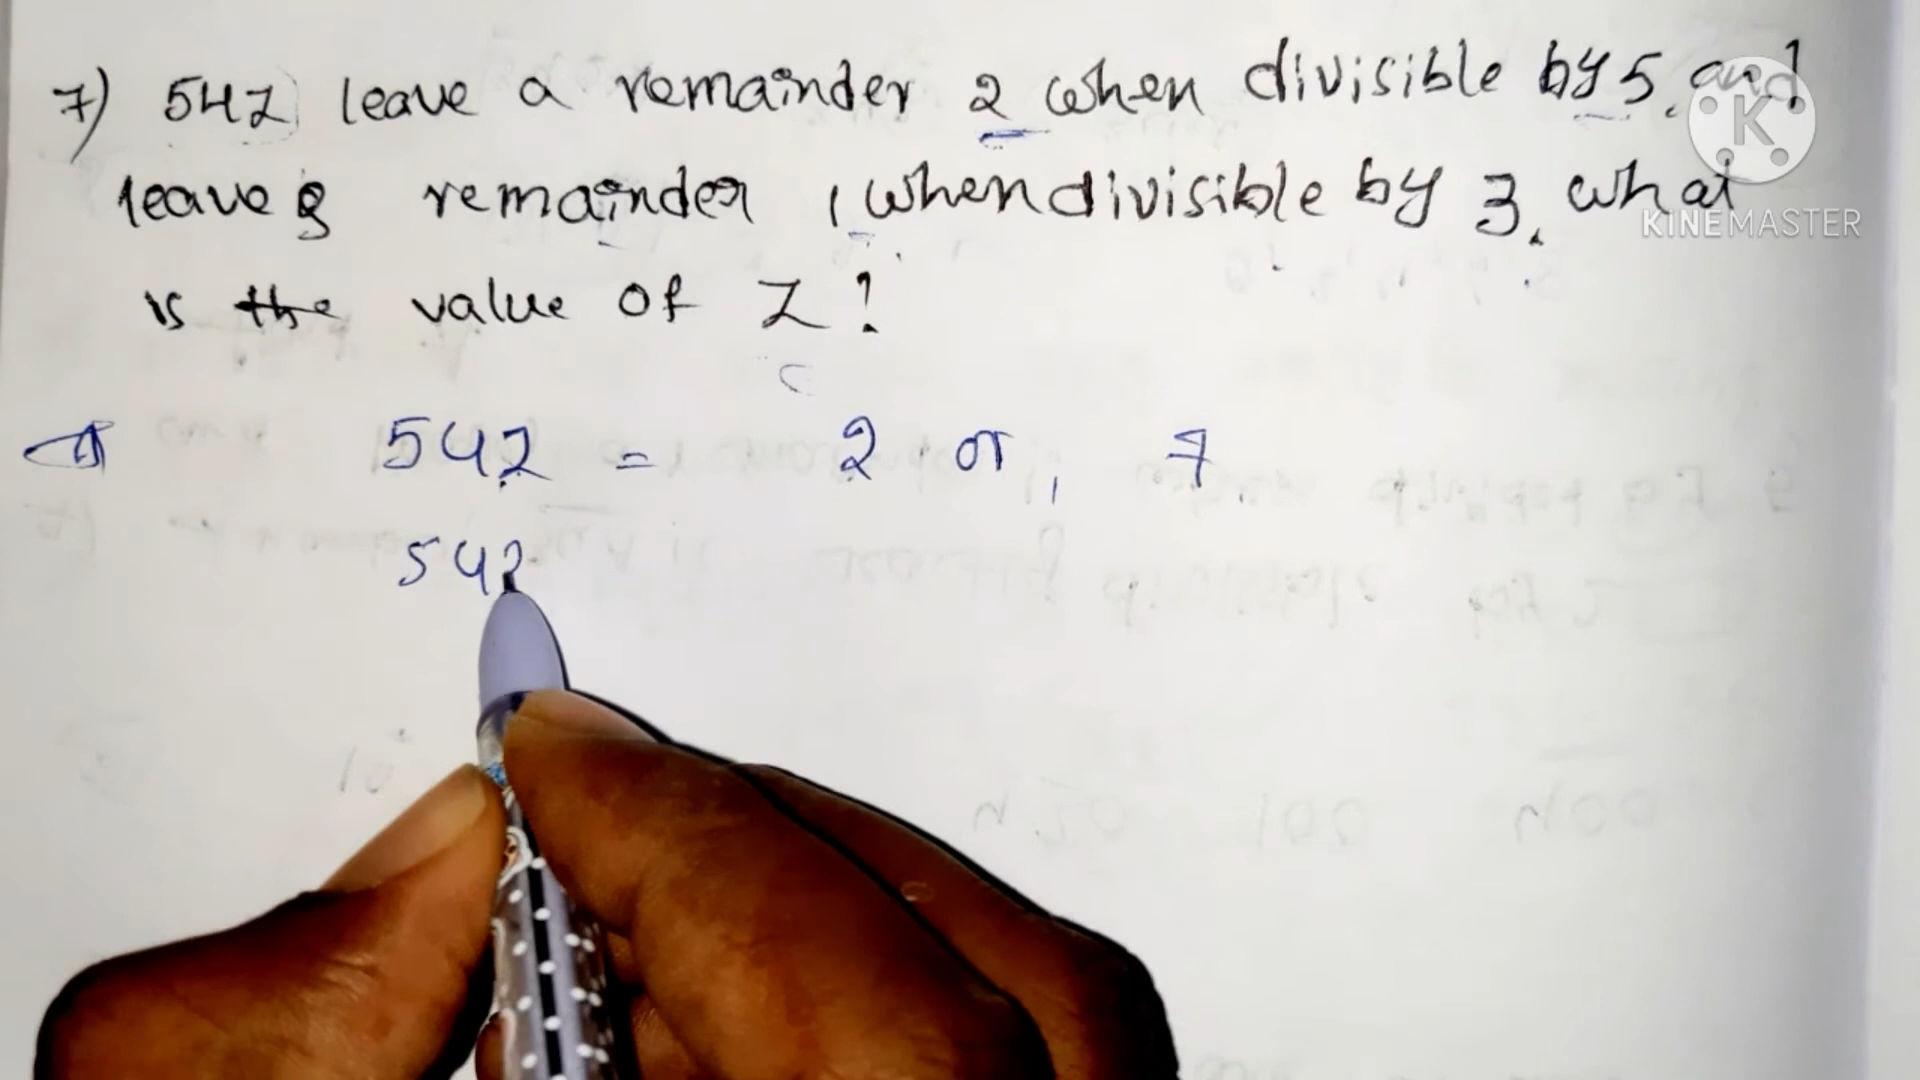 7) 54Z leave a remainder 2 when divisible by 5, and
leaves remainder 1, when divisible by 3, what
is the value of Z?
54Z = 2 or, 7
542
K
KINEMASTER